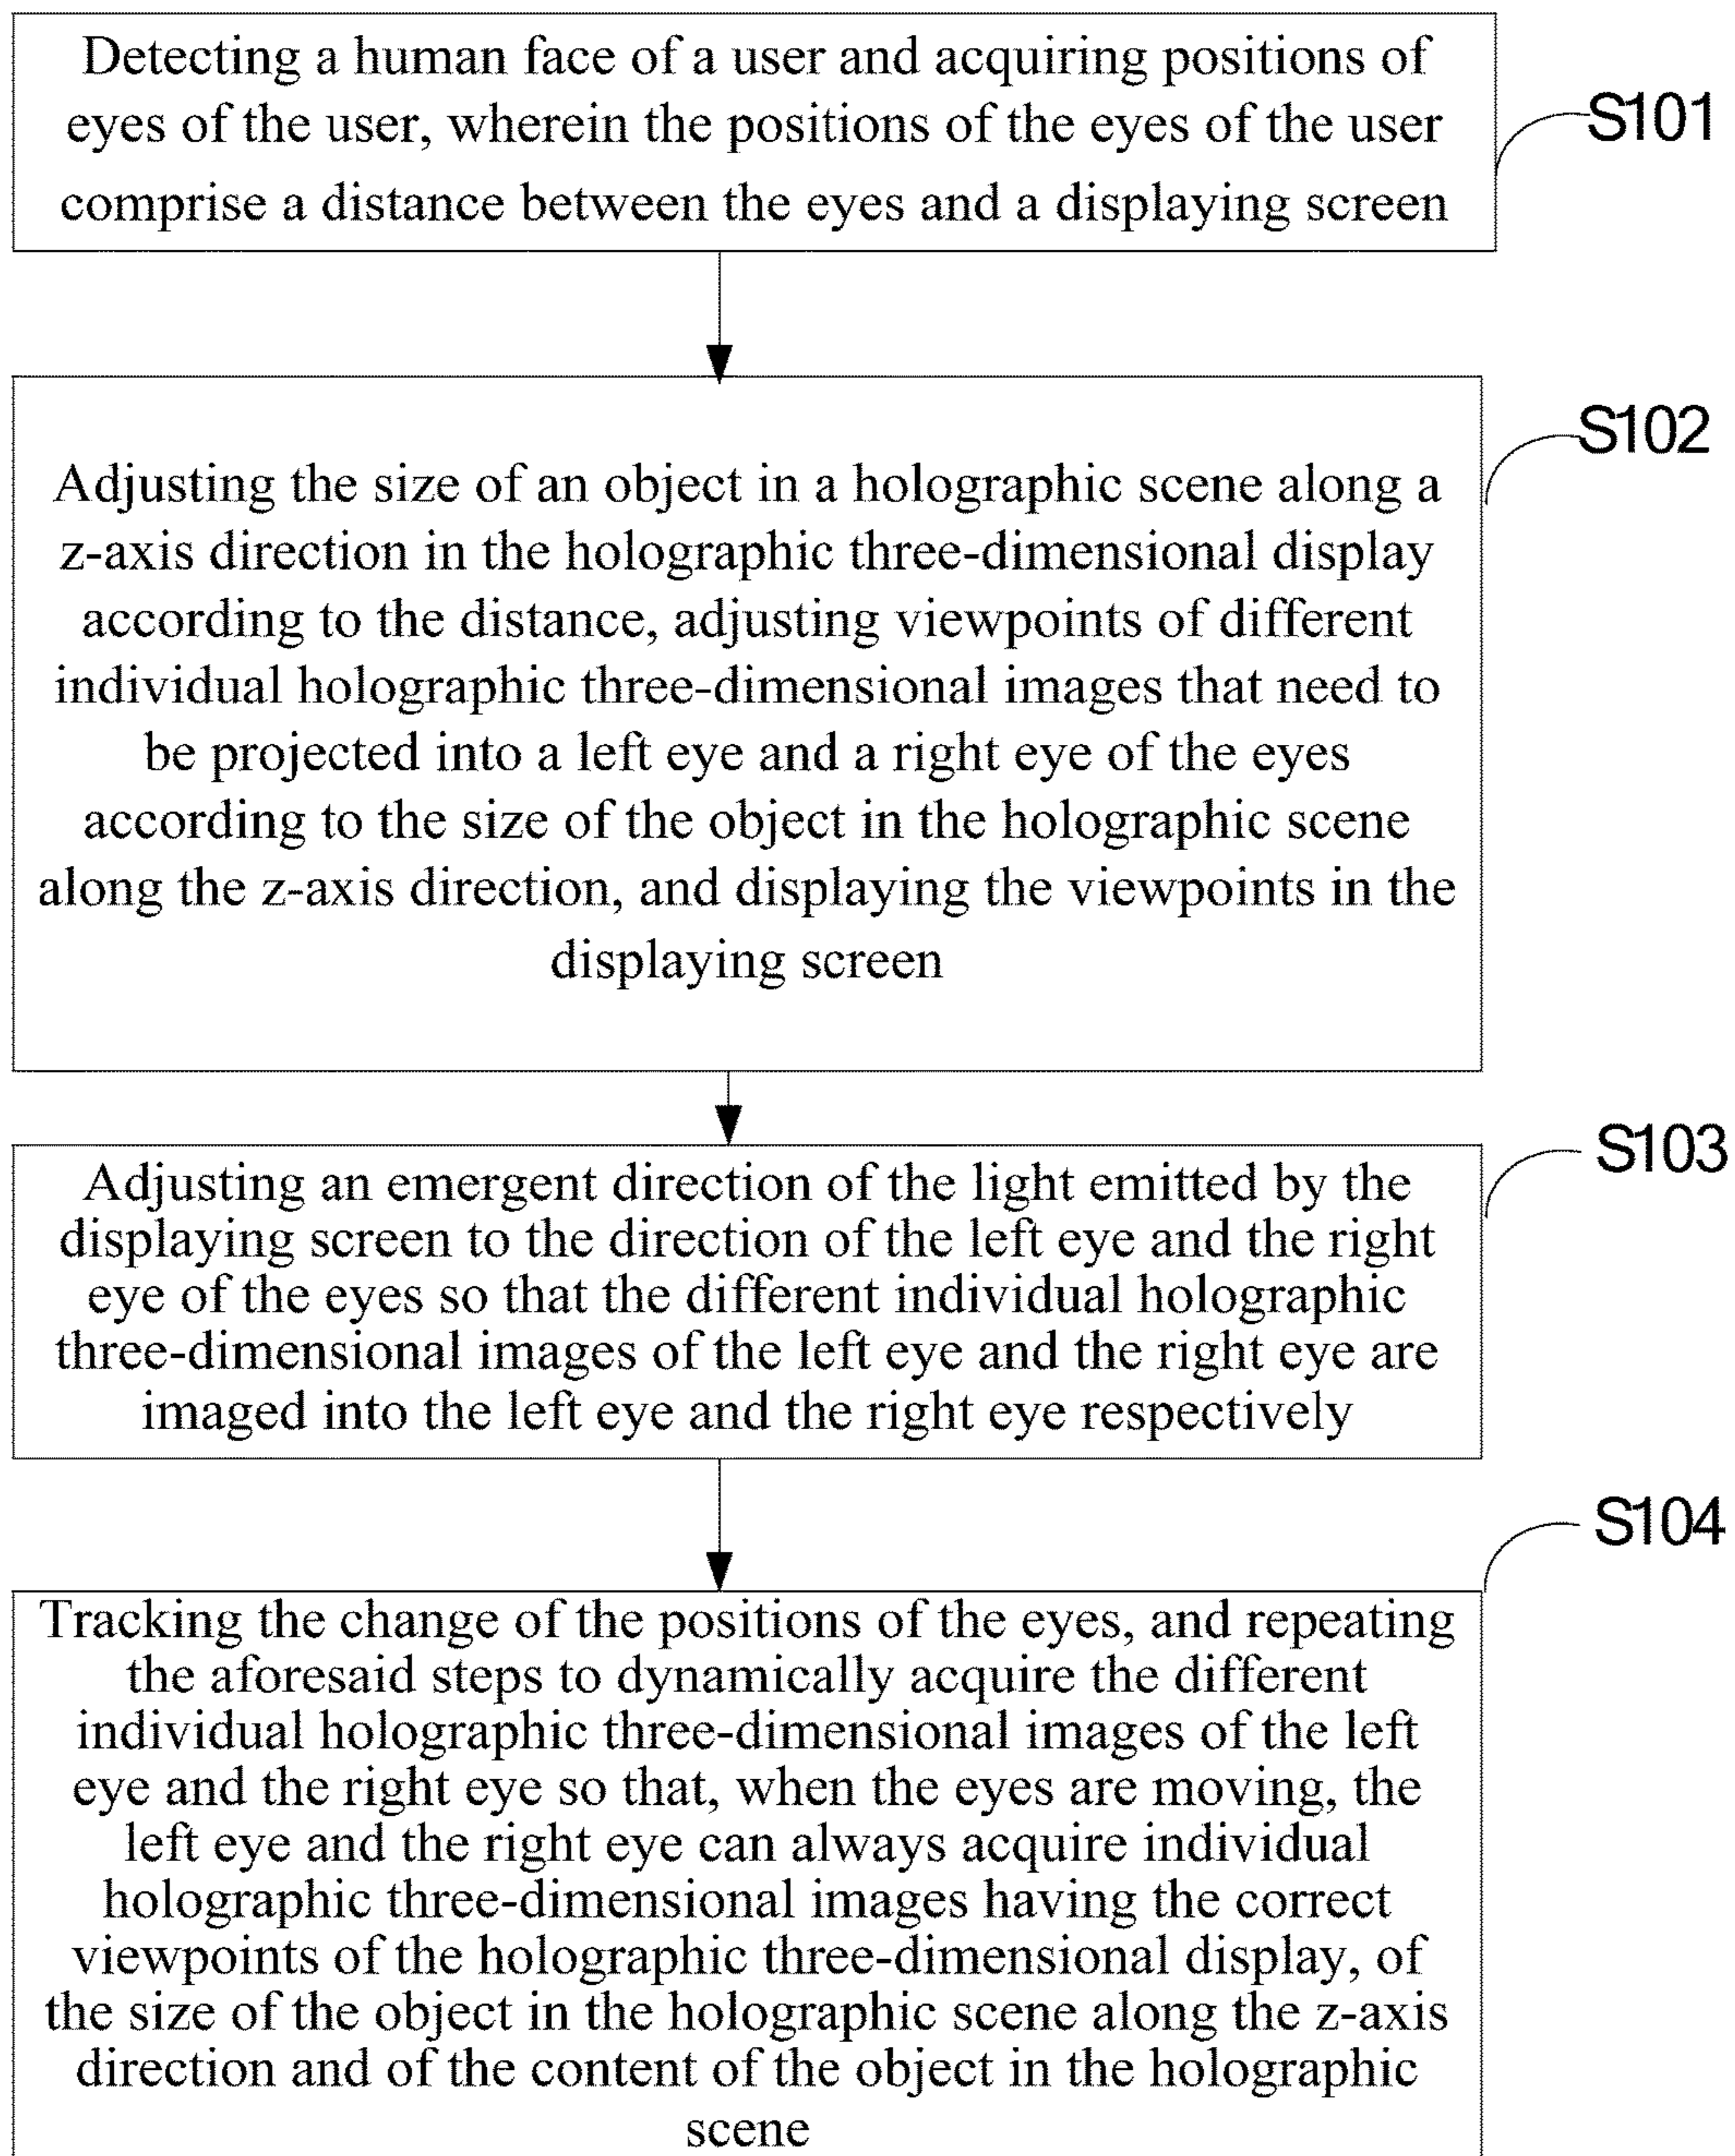 Detecting a human face of a user and acquiring positions of
eyes of the user, wherein the positions of the eyes of the user
comprise a distance between the eyes and a displaying screen
S101
Adjusting the size of an object in a holographic scene along a
z-axis direction in the holographic three-dimensional display
according to the distance, adjusting viewpoints of different
individual holographic three-dimensional images that need to
be projected into a left eye and a right eye of the eyes
according to the size of the object in the holographic scene
along the z-axis direction, and displaying the viewpoints in the
displaying screen
S102
Adjusting an emergent direction of the light emitted by the
displaying screen to the direction of the left eye and the right
eye of the eyes so that the different individual holographic
three-dimensional images of the left eye and the right eye are
imaged into the left eye and the right eye respectively
S103
Tracking the change of the positions of the eyes, and repeating
the aforesaid steps to dynamically acquire the different
individual holographic three-dimensional images of the left
eye and the right eye so that, when the eyes are moving, the
left eye and the right eye can always acquire individual
holographic three-dimensional images having the correct
viewpoints of the holographic three-dimensional display, of
the size of the object in the holographic scene along the z-axis
direction and of the content of the object in the holographic
scene
S104